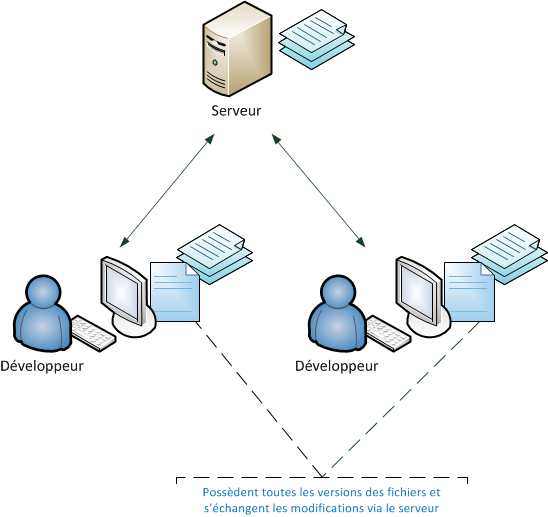 Serveur
Développeur
Développeur
Possèdent toutes les versions des fichiers et
s'échangent les modifications via le serveur